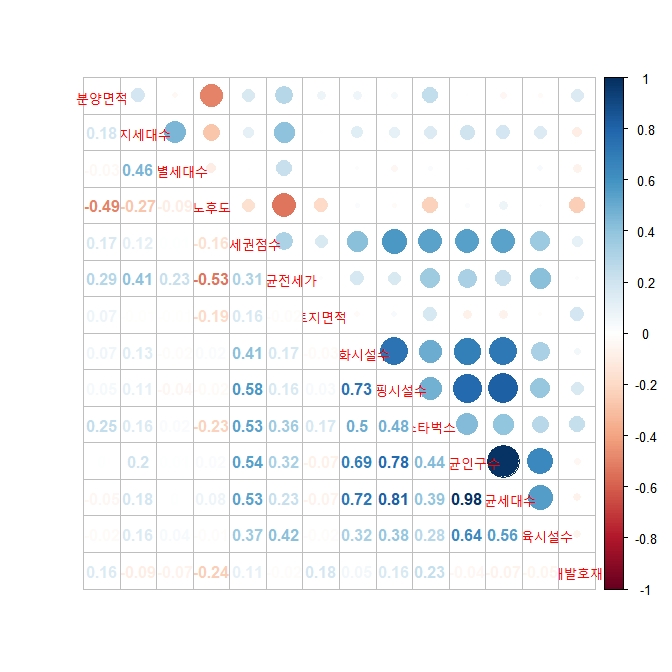 분양면적
0.18 지세대수
0.46 별세대수
-0.49 -0.27 -0.09 노후도
0.17 0.12 -0.16 세권점수
0.29 0.41 0.23 -0.53 0.31 균전세가
0.07 -0.19 0.16 토지면적
0.07 0.13 0.41 0.17 화시설수
0.11 -0.04 0.58 0.16 0.73 핑시설수
0.25 0.16 -0.23 0.53 0.36 0.17 0.5 0.48 스타벅스
0.2 0.54 0.32 -0.07 0.69 0.78 0.44 균인구수
0.18 0.08 0.53 0.23 -0.07 0.72 0.81 0.39 0.98 균세대수
0.16 0.04 0.37 0.42 0.32 0.38 0.28 0.64 0.56 육시설수
0.16 -0.09 -0.07 -0.24 0.11 0.18 0.05 0.16 0.23 -0.04 -0.07 개발호재
1
0.8
0.6
0.4
0.2
0
-0.2
-0.4
-0.6
-0.8
-1